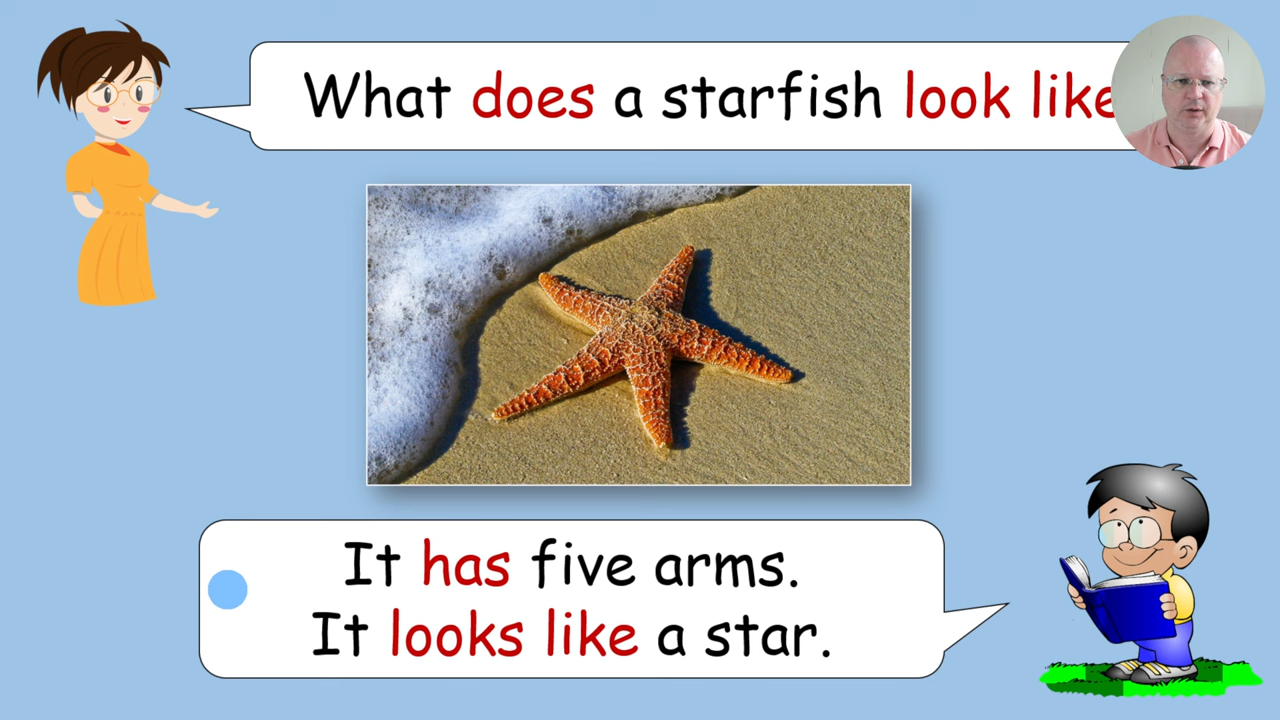 What does a starfish look like
It has five arms.
It looks like a star.